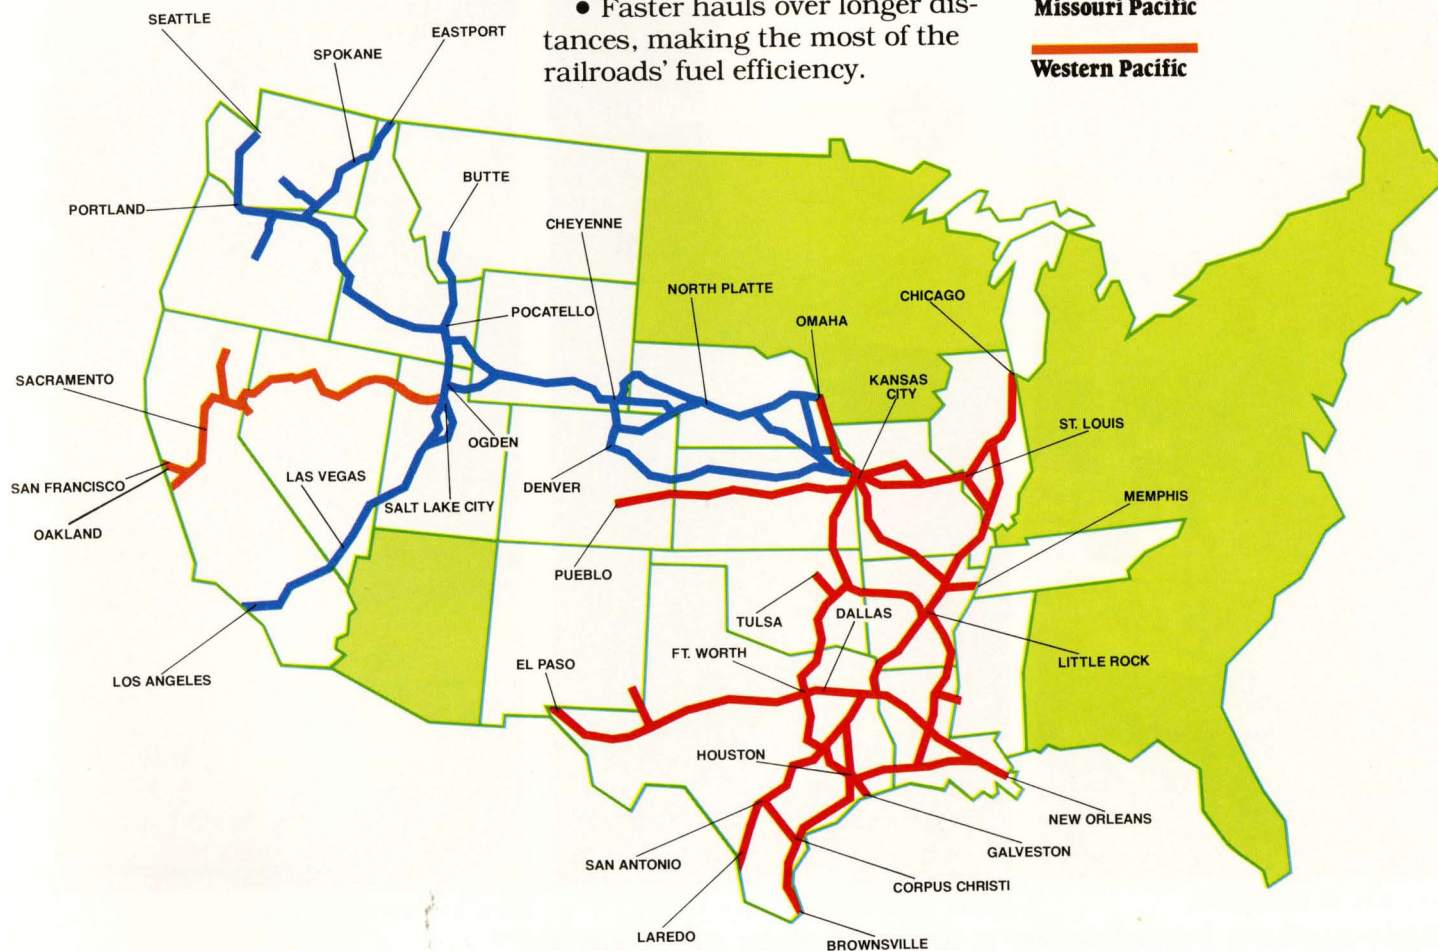 • Faster hauls over longer dis-
tances, making the most of the
railroads' fuel efficiency.
Missouri Pacific
Western Pacific
SEATTLE
SPOKANE
EASTPORT
PORTLAND
BUTTE
CHEYENNE
NORTH PLATTE
CHICAGO
POCATELLO
OMAHA
SACRAMENTO
KANSAS
CITY
ST. LOUIS
OGDEN
LAS VEGAS
DENVER
SAN FRANCISCO
SALT LAKE CITY
MEMPHIS
OAKLAND
PUEBLO
TULSA
DALLAS
FT. WORTH
EL PASO
LITTLE ROCK
LOS ANGELES
HOUSTON
NEW ORLEANS
GALVESTON
SAN ANTONIO
CORPUS CHRISTI
LAREDO
BROWNSVILLE